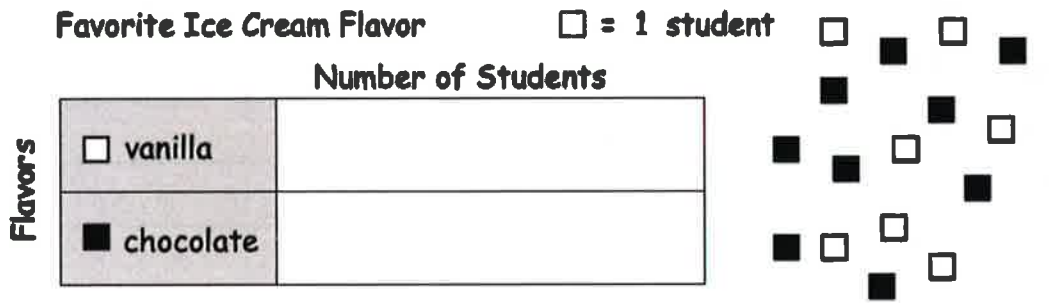 Favorite Ice Cream Flavor
= 1 student
Number of Students
Flavors
vanilla
chocolate